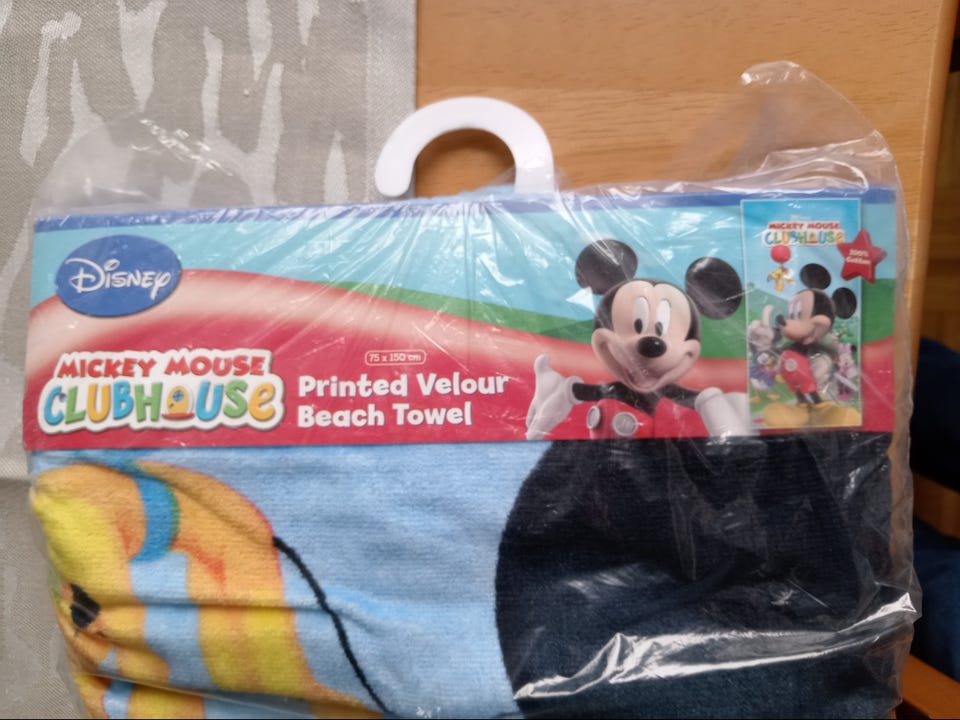 Disney
MICKEY MOUSE
CLUBHOUSE
75 x 150 cm
Printed Velour
Beach Towel
MICKEY MOUSE
CLUBHOUSE
100%
Cotton